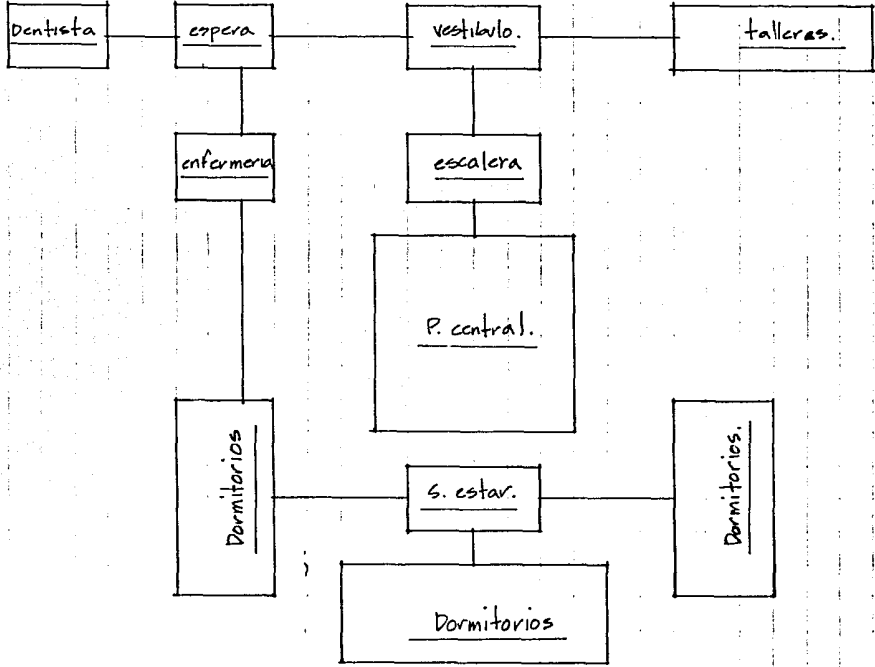 Dentista
espera
vestibulo.
talleres.
enfermeria
escalera
P. central.
Dormitorios
S. estar.
Dormitorios.
Dormitorios